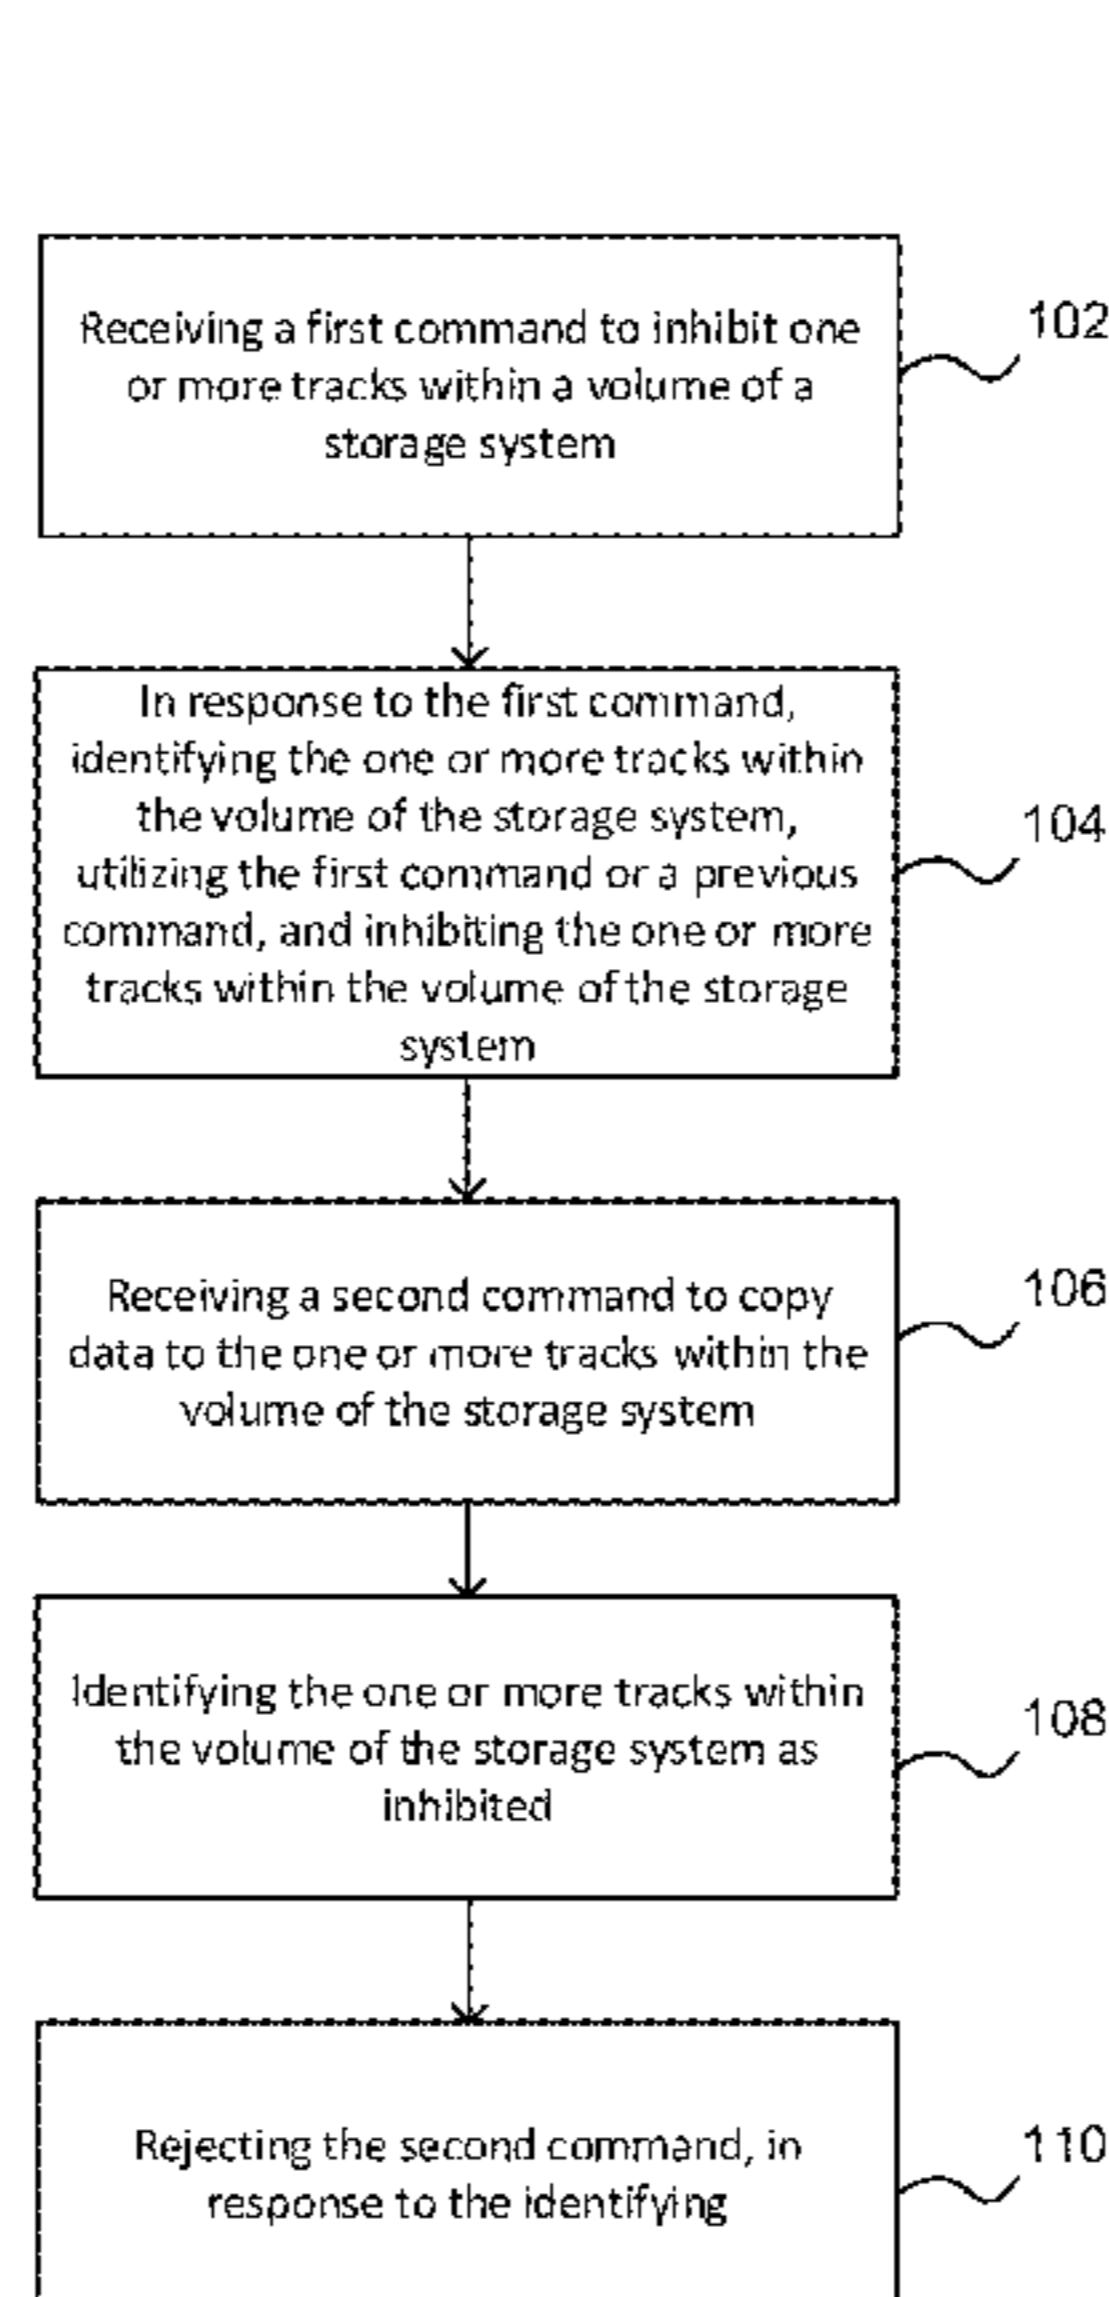 Receiving a first command to inhibit one
or more tracks within a volume of a
storage system
102
In response to the first command,
identifying the one or more tracks within
the volume of the storage system,
utilizing the first command or a previous
command, and inhibiting the one or more
tracks within the volume of the storage
system
104
Receiving a second command to copy
data to the one or more tracks within the
volume of the storage system
106
Identifying the one or more tracks within
the volume of the storage system as
inhibited
108
Rejecting the second command, in
response to the identifying
110